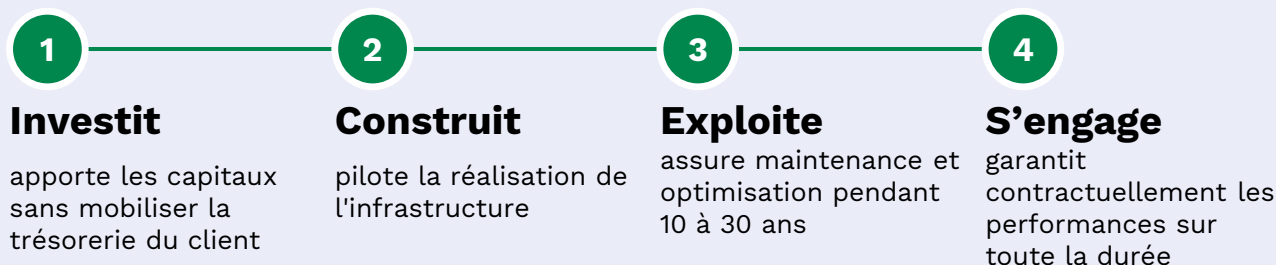 1
Investit
apporte les capitaux
sans mobiliser la
trésorerie du client
2
Construit
pilote la réalisation de
l'infrastructure
3
Exploite
assure maintenance et
optimisation pendant
10 à 30 ans
4
S’engage
garantit
contractuellement les
performances sur
toute la durée